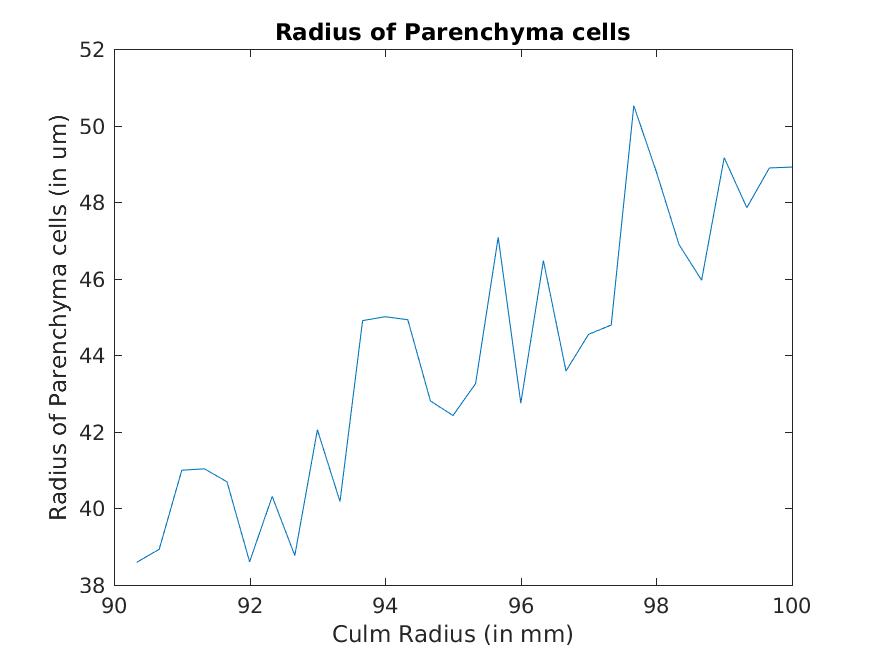 Radius of Parenchyma cells
Radius of Parenchyma cells (in um)
52
50
48
46
44
42
40
38
90 92 94 96 98 100
Culm Radius (in mm)